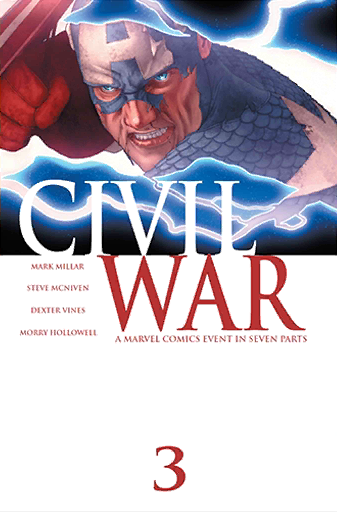 CIVIL
WAR
MARK MILLAR
STEVE MCNIVEN
DEXTER VINES
MORRY HOLLOWELL
A MARVEL COMICS EVENT IN SEVEN PARTS
3